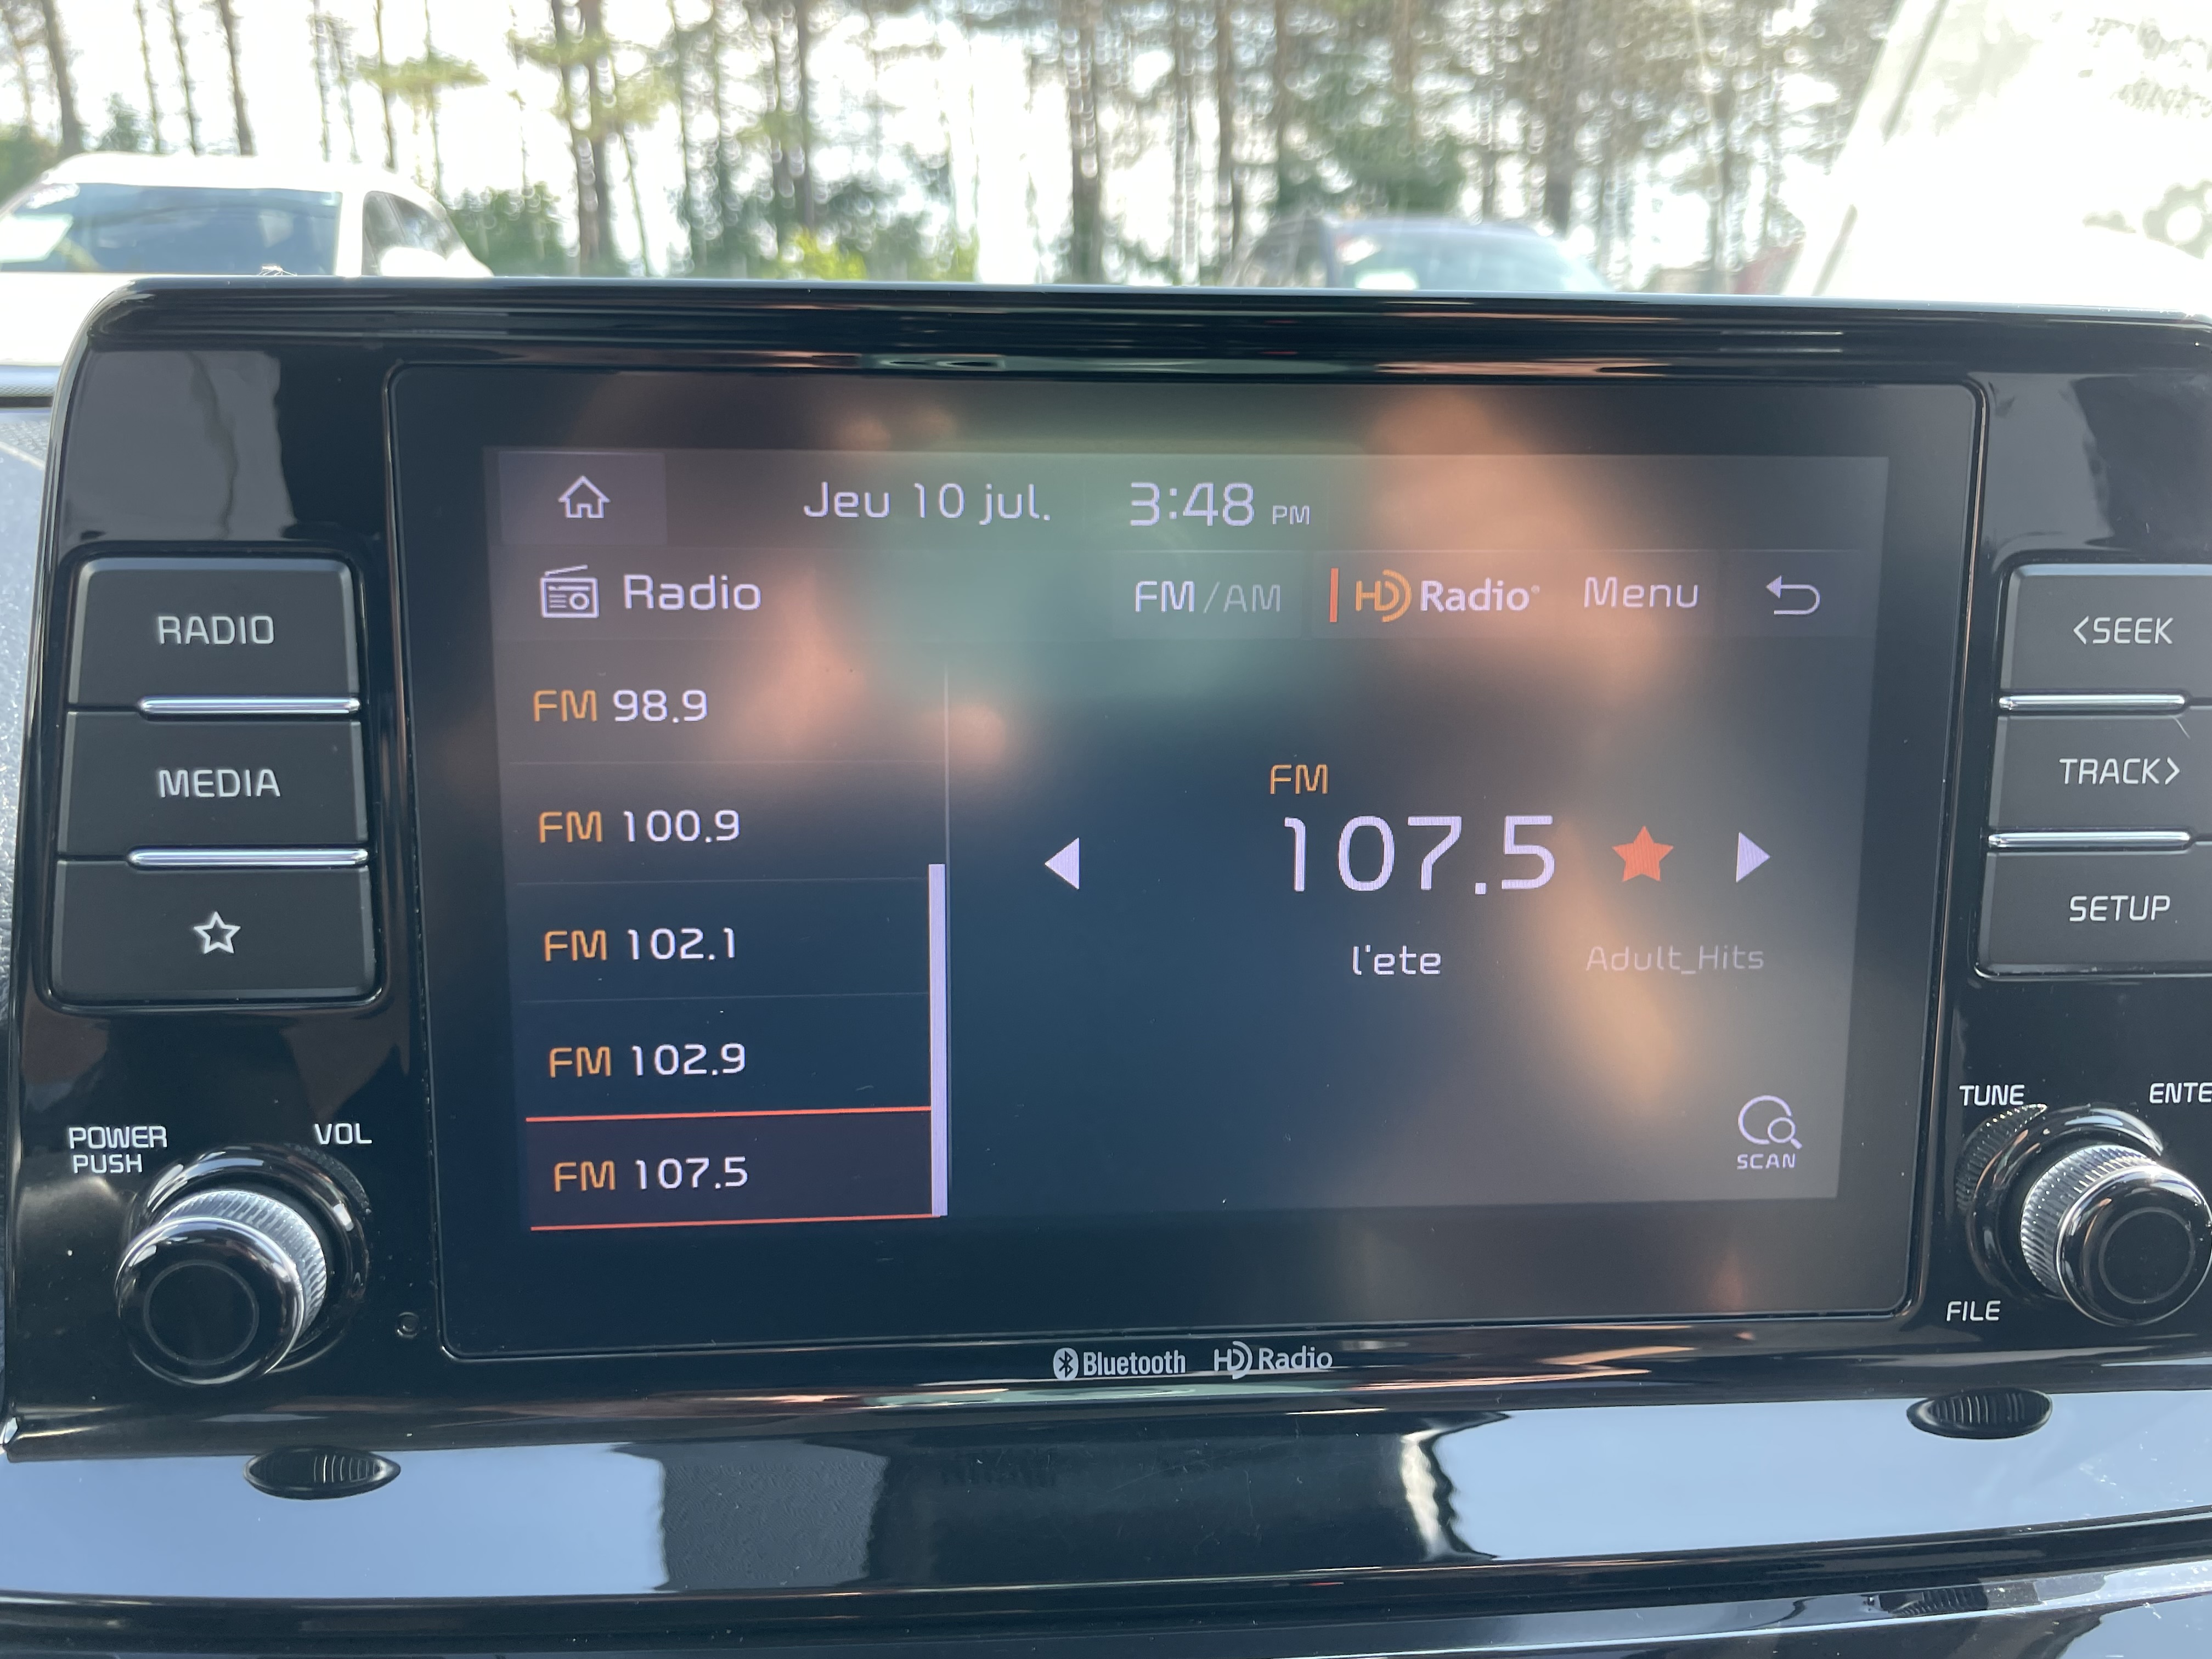 Jeu 10 jul. 3:48 PM
Radio FM/AM HD Radio® Menu
RADIO
MEDIA
FM 98.9
FM 100.9
FM 102.1
FM 102.9
FM 107.5
FM
107.5
l'ete Adult_Hits
SCAN
<SEEK
TRACK>
SETUP
POWER
PUSH
VOL
TUNE
FILE
Bluetooth HD Radio